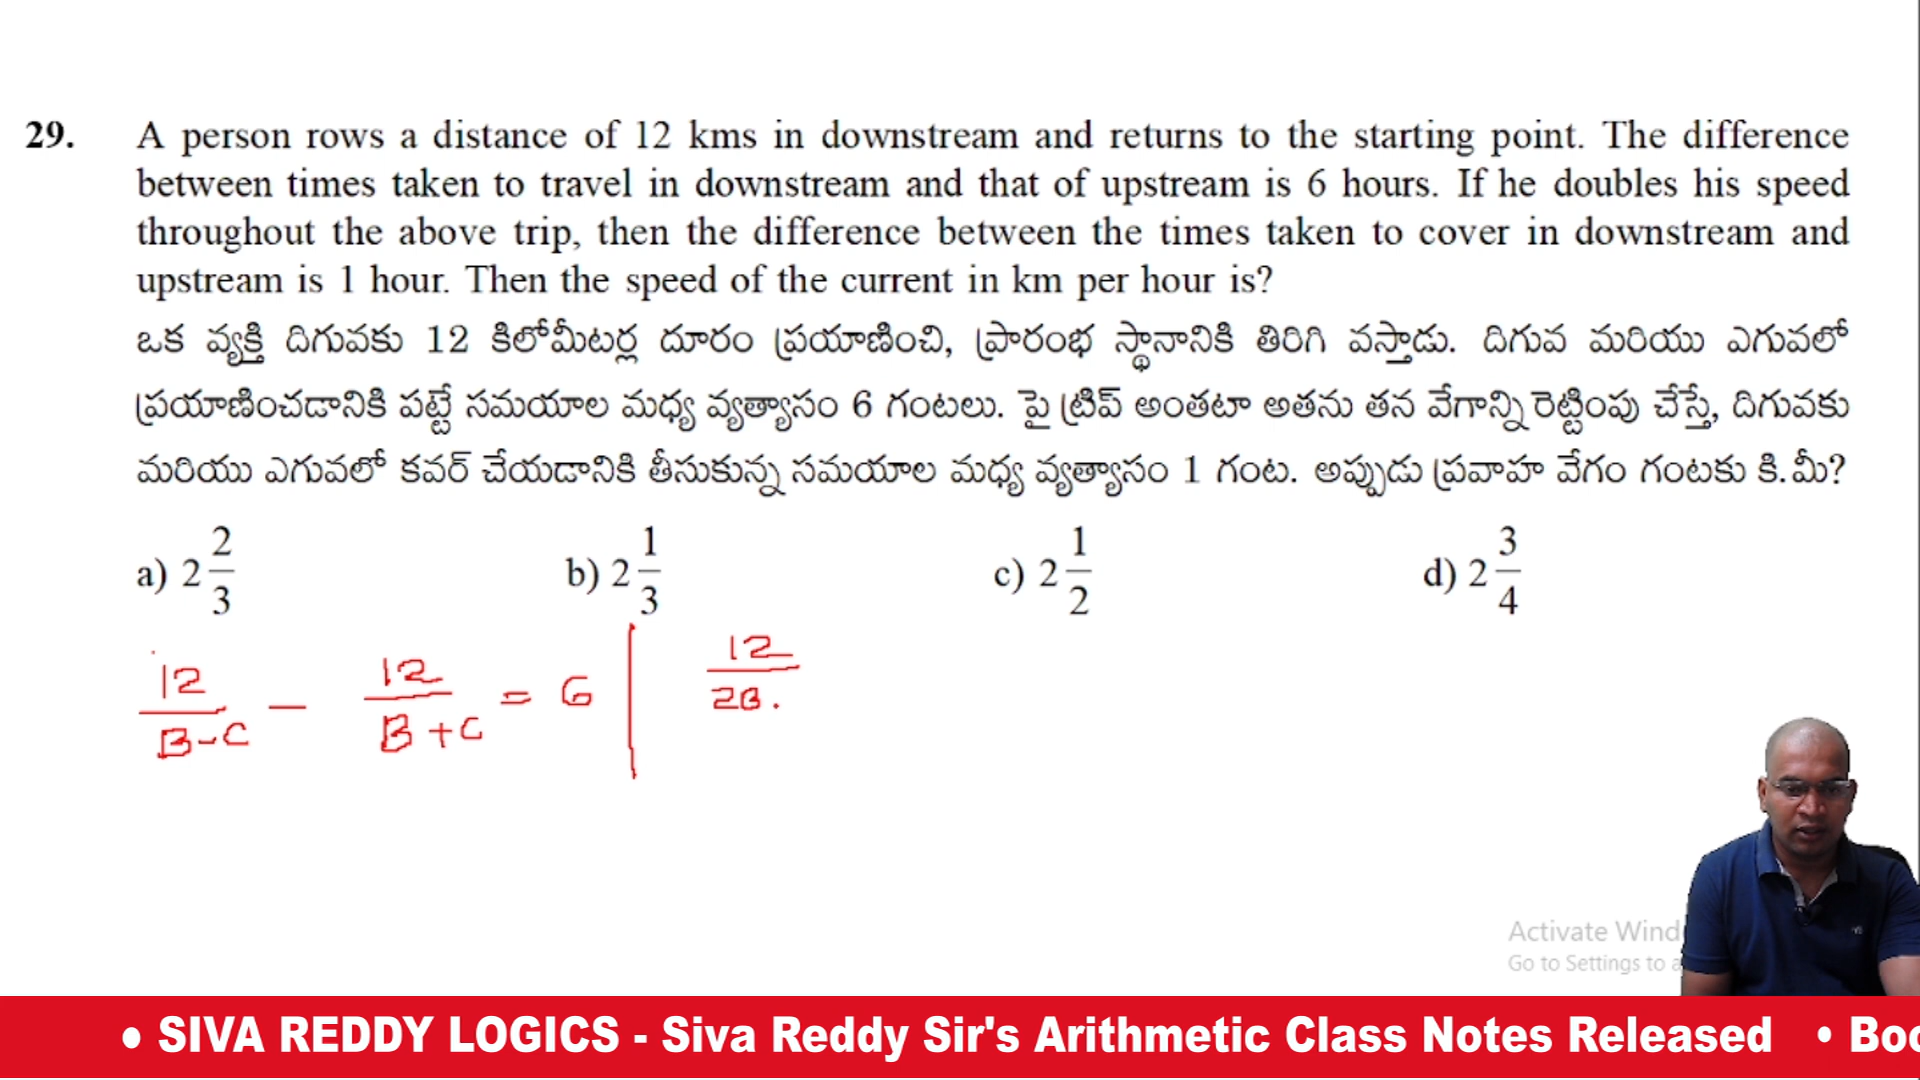 29. A person rows a distance of 12 kms in downstream and returns to the starting point. The difference
between times taken to travel in downstream and that of upstream is 6 hours. If he doubles his speed
throughout the above trip, then the difference between the times taken to cover in downstream and
upstream is 1 hour. Then the speed of the current in km per hour is?
ఒక వ్యక్తి దిగువకు 12 కిలోమీటర్ల దూరం ప్రయాణించి, ప్రారంభ స్థానానికి తిరిగి వస్తాడు. దిగువ మరియు ఎగువలో
ప్రయాణించడానికి పట్టే సమయాల మధ్య వ్యత్యాసం 6 గంటలు. పై ట్రిప్ అంతటా అతను తన వేగాన్ని రెట్టింపు చేస్తే, దిగువకు
మరియు ఎగువలో కవర్ చేయడానికి తీసుకున్న సమయాల మధ్య వ్యత్యాసం 1 గంట. అప్పుడు ప్రవాహ వేగం గంటకు కి.మీ?
a) 2 2/3 b) 2 1/3 c) 2 1/2 d) 2 3/4
12/B-C - 12/B+C = 6 | 12/2B.
Activate Wind
Go to Settings to a
• SIVA REDDY LOGICS - Siva Reddy Sir's Arithmetic Class Notes Released • Boo